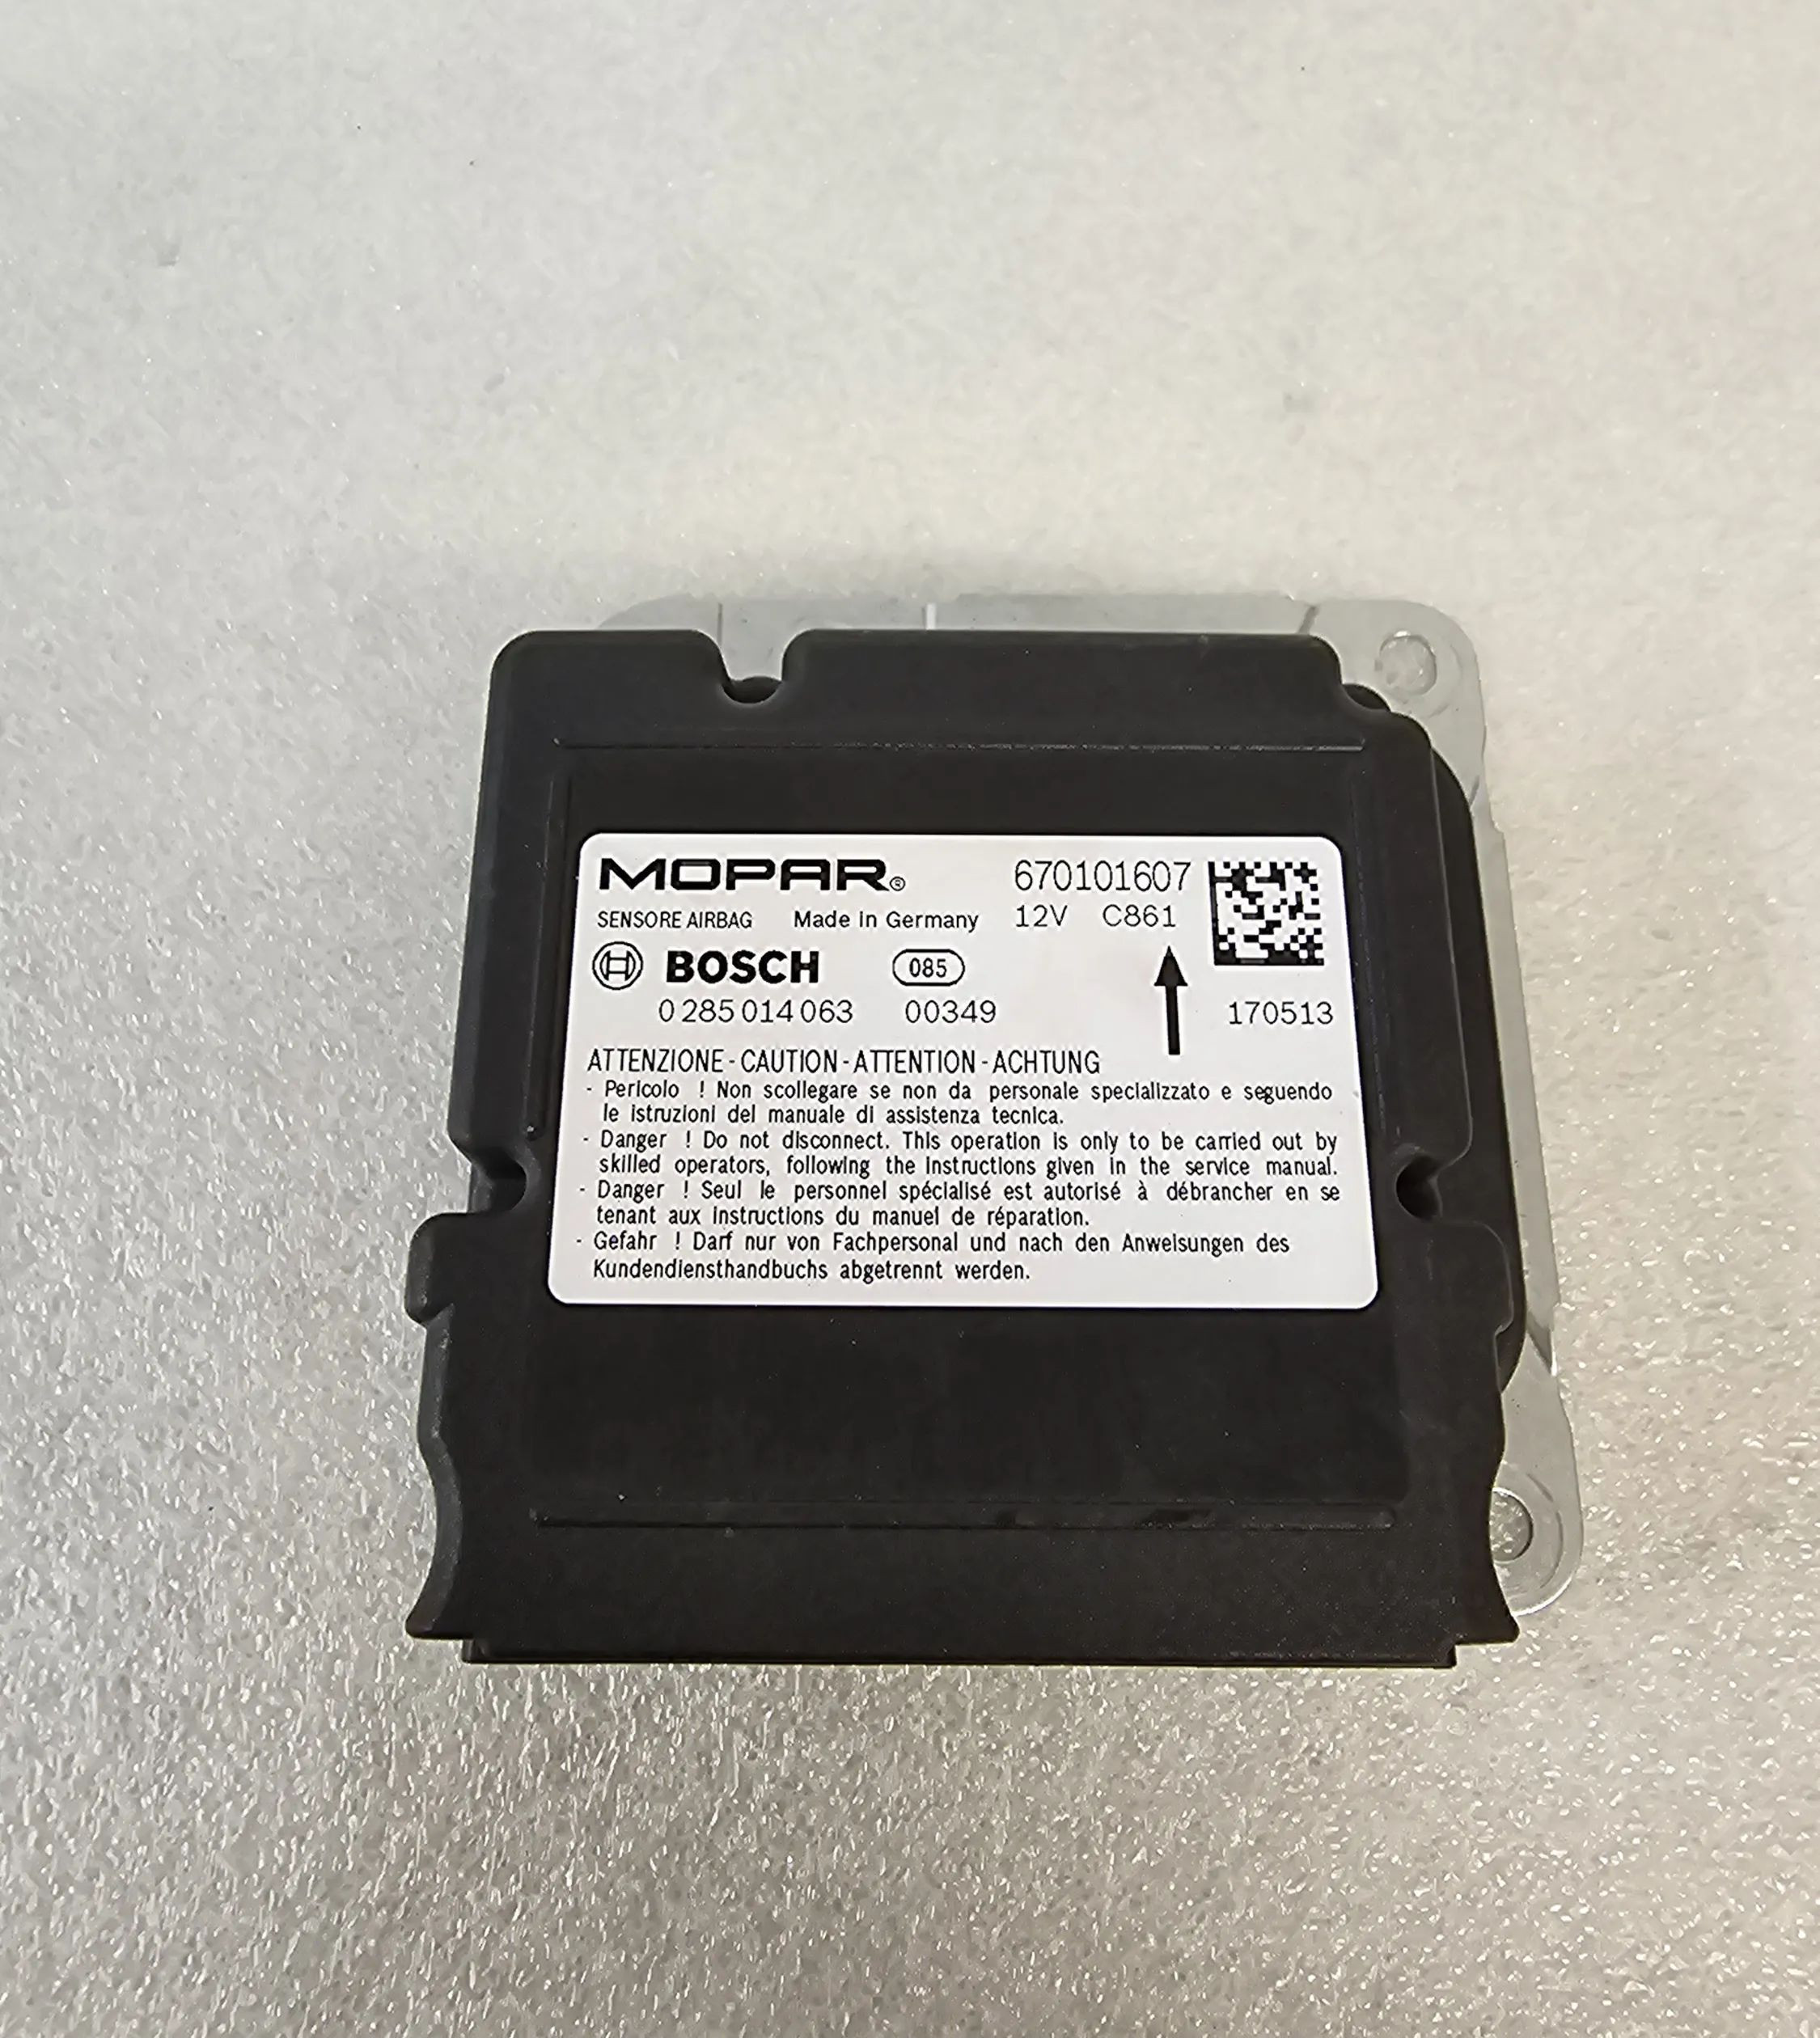 MOPAR® 670101607
SENSORE AIRBAG Made in Germany 12V C861
BOSCH 085
0 285 014 063 00349 170513
ATTENZIONE - CAUTION - ATTENTION - ACHTUNG
- Pericolo ! Non scollegare se non da personale specializzato e seguendo
le istruzioni del manuale di assistenza tecnica.
- Danger ! Do not disconnect. This operation is only to be carried out by
skilled operators, following the instructions given in the service manual.
- Danger ! Seul le personnel spécialisé est autorisé à débrancher en se
tenant aux instructions du manuel de réparation.
- Gefahr ! Darf nur von Fachpersonal und nach den Anweisungen des
Kundendiensthandbuchs abgetrennt werden.